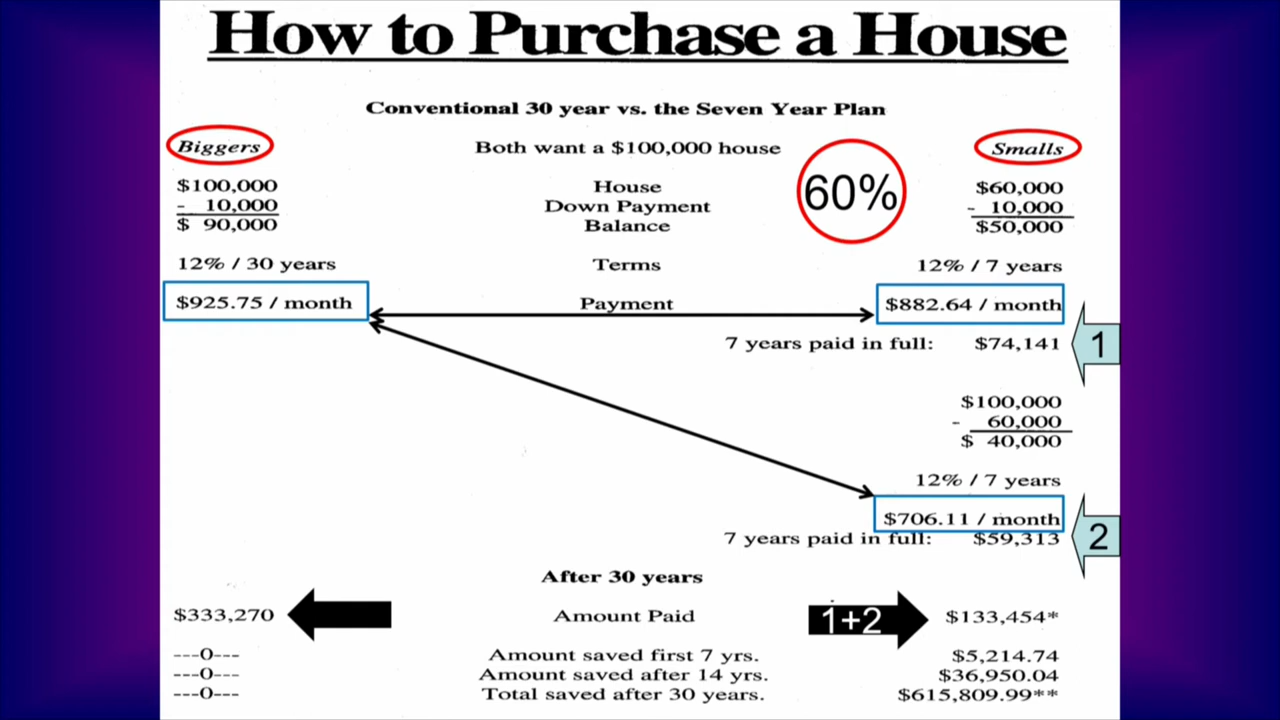 How to Purchase a House
Conventional 30 year vs. the Seven Year Plan
Biggers Both want a $100,000 house Smalls
60%
$100,000 House $60,000
- 10,000 Down Payment - 10,000
$ 90,000 Balance $50,000
12% / 30 years Terms 12% / 7 years
$925.75 / month Payment $882.64 / month
7 years paid in full: $74,141 1
$100,000
- 60,000
$ 40,000
12% / 7 years
$706.11 / month
7 years paid in full: $59,313 2
After 30 years
$333,270 Amount Paid 1+2 $133,454*
---0--- Amount saved first 7 yrs. $5,214.74
---0--- Amount saved after 14 yrs. $36,950.04
---0--- Total saved after 30 years. $615,809.99**